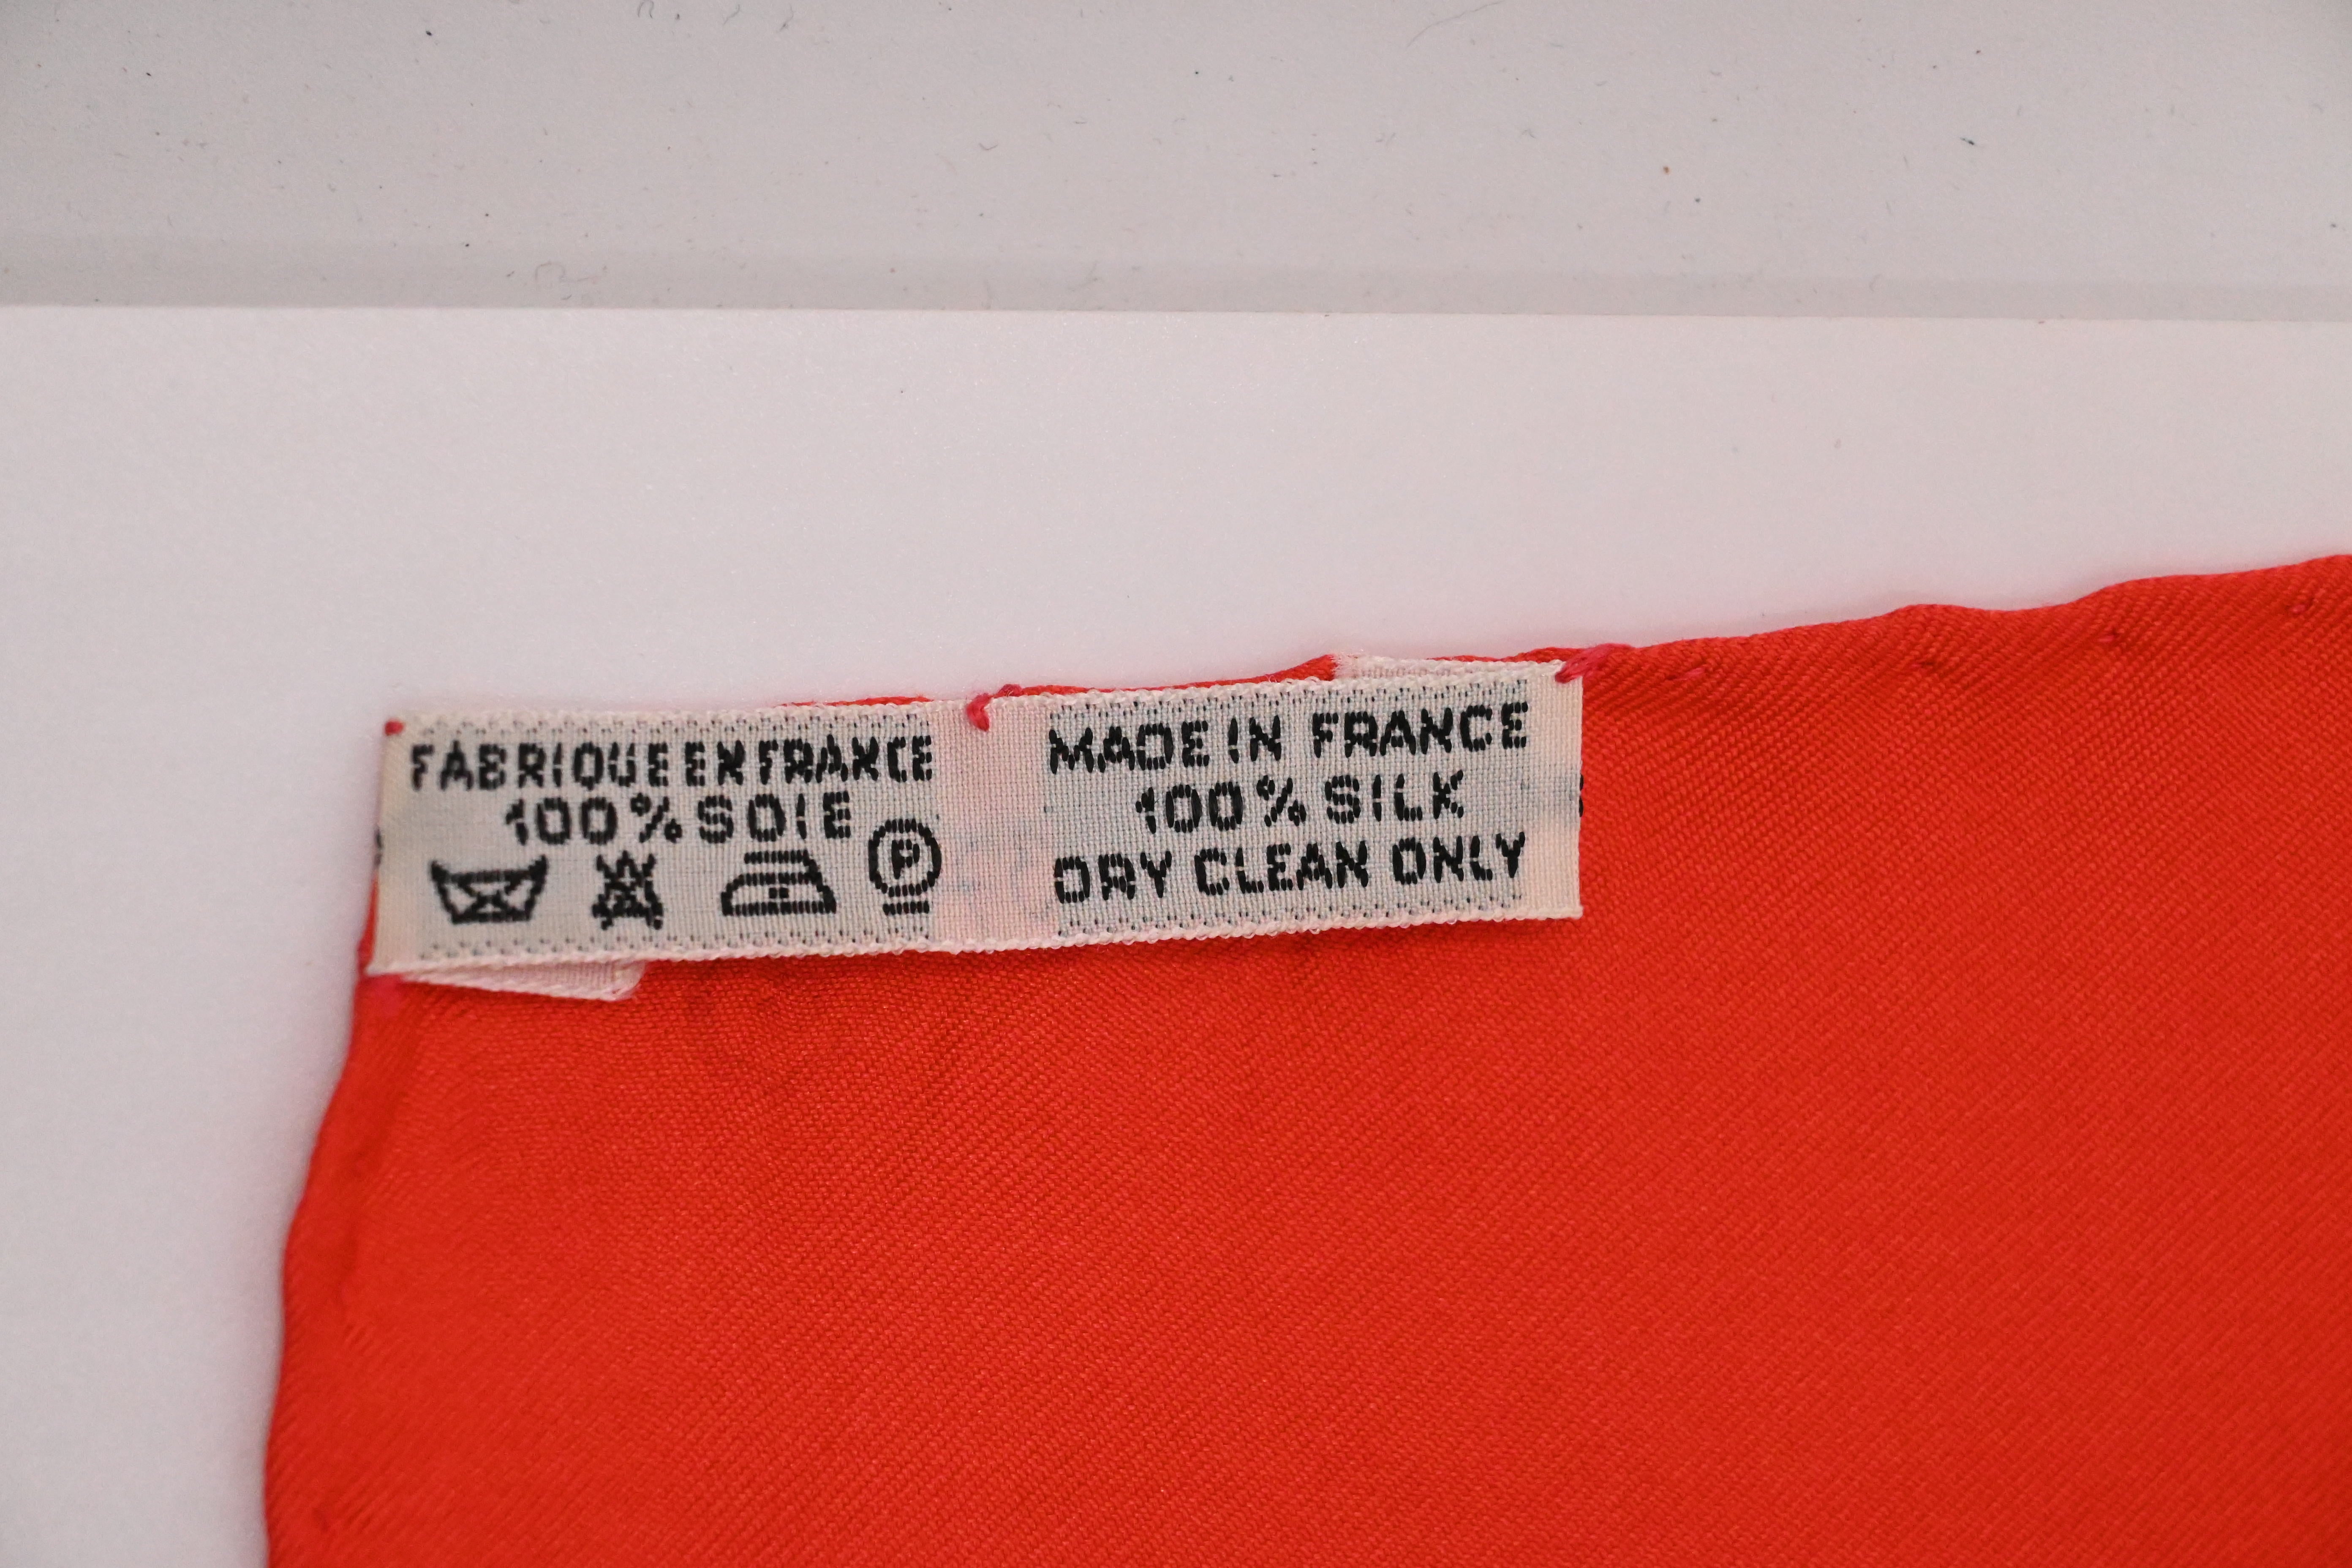 FABRIQUE EN FRANCE
100% SOIE
P
MADE IN FRANCE
100% SILK
DRY CLEAN ONLY